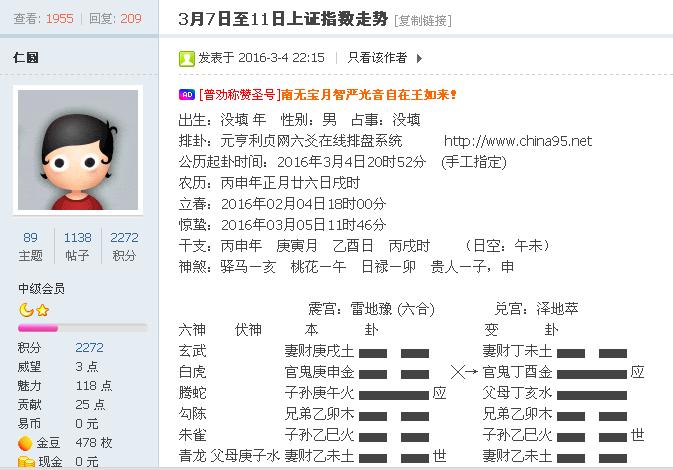 查看: 1955 | 回复: 209
3月7日至11日上证指数走势 [复制链接]
仁圆
发表于 2016-3-4 22:15 | 只看该作者
AD [普劝称赞圣号]南无宝月智严光音自在王如来！
出生：没填 年 性别：男 占事：没填
排卦：元亨利贞网六爻在线排盘系统 http://www.china95.net
公历起卦时间：2016年3月4日20时52分 (手工指定)
农历：丙申年正月廿六日戌时
立春：2016年02月04日18时00分
惊蛰：2016年03月05日11时46分
干支：丙申年 庚寅月 乙酉日 丙戌时 （日空：午未）
神煞：驿马—亥 桃花—午 日禄—卯 贵人—子，申
89 1138 2272
主题 帖子 积分
中级会员
积分 2272
威望 3 点
魅力 118 点
贡献 25 点
易币 0 元
金豆 478 枚
现金 0 元
震宫：雷地豫 (六合) 兑宫：泽地萃
六神 伏神 本 卦 变 卦
玄武 妻财庚戌土 妻财丁未土
白虎 官鬼庚申金 ×→ 官鬼丁酉金 应
腾蛇 子孙庚午火 应 父母丁亥水
勾陈 兄弟乙卯木 兄弟乙卯木
朱雀 子孙乙巳火 子孙乙巳火 世
青龙 父母庚子水 妻财乙未土 世 妻财乙未土